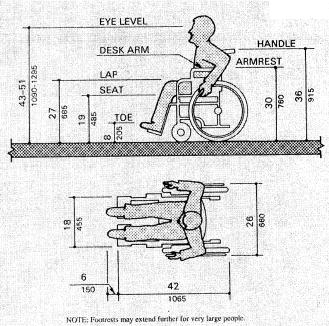 EYE LEVEL
HANDLE
DESK ARM
ARMREST
LAP
SEAT
TOE
43-51
1090-1295
27
685
19
485
8
205
30
760
36
915
18
455
26
660
6
150
42
1065
NOTE: Footrests may extend further for very large people.